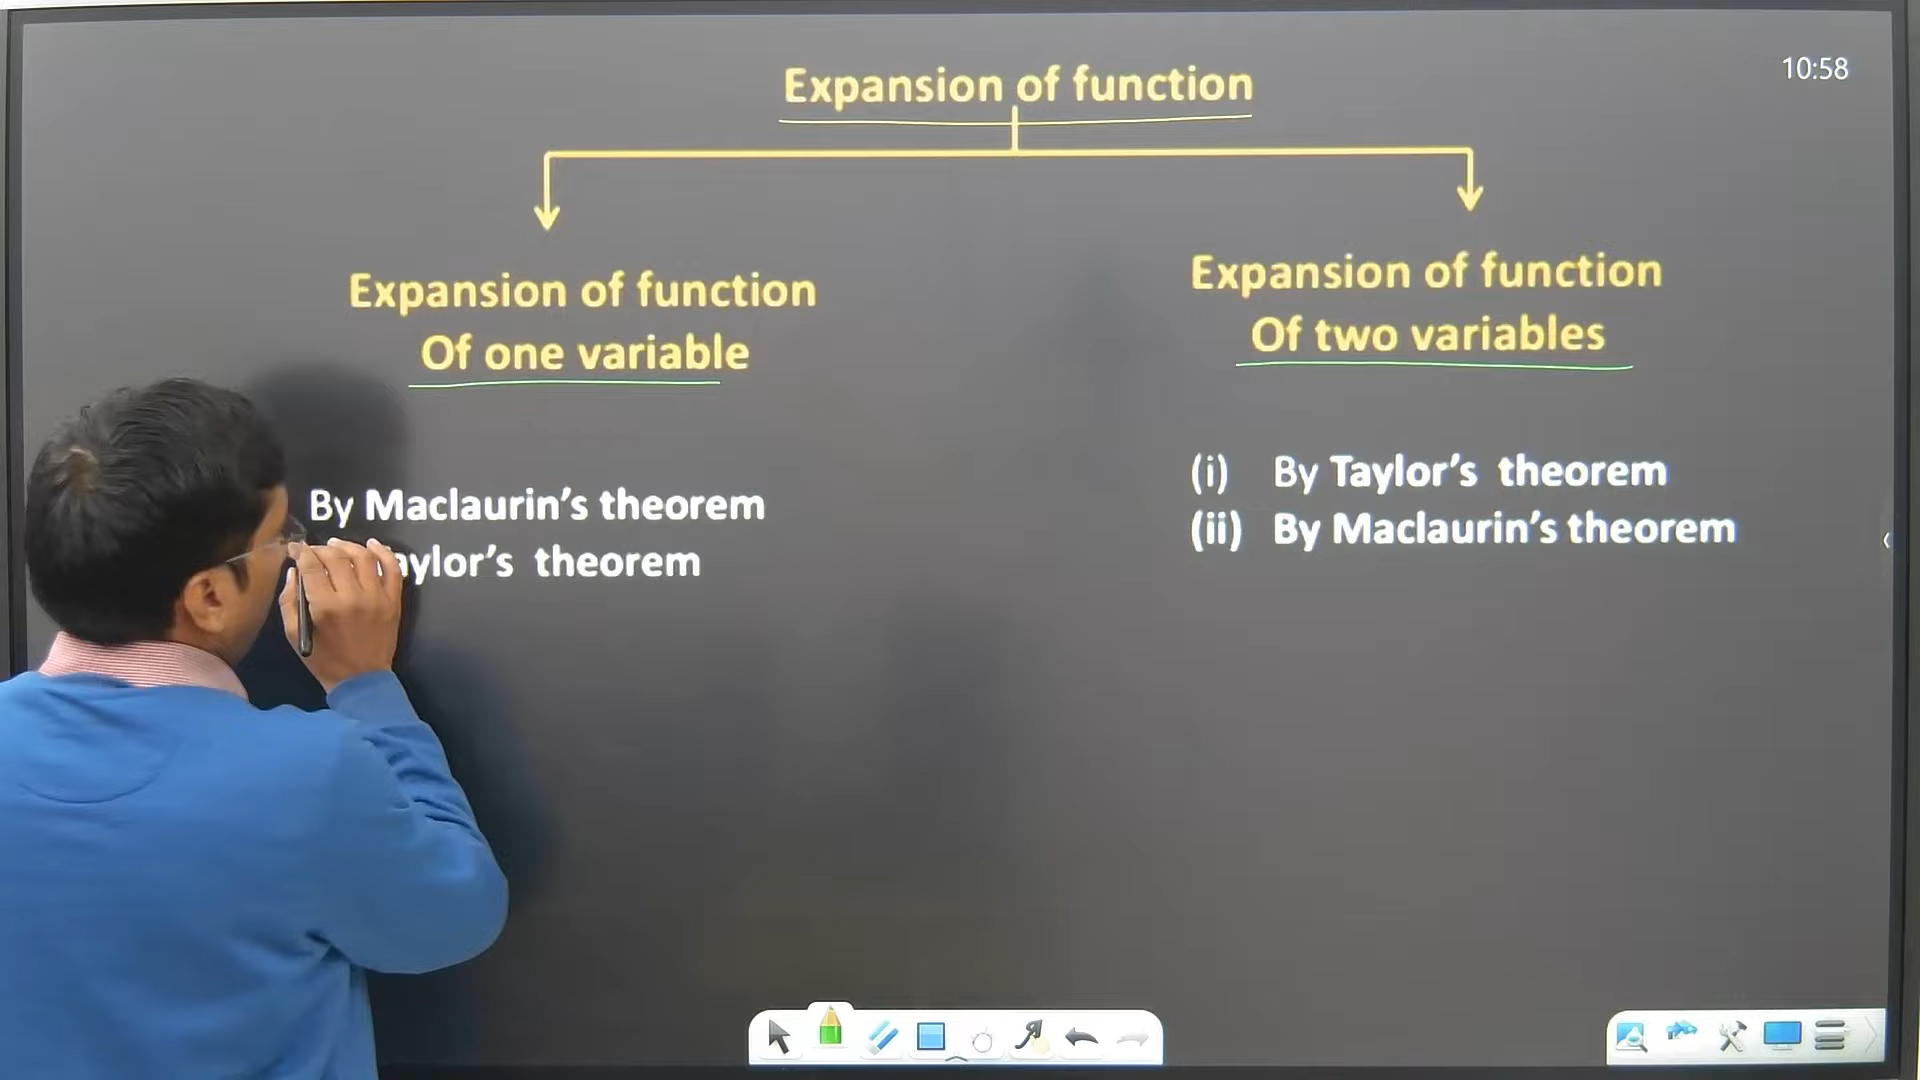 Expansion of function
10:58
Expansion of function
Of one variable
By Maclaurin's theorem
theorem
Expansion of function
Of two variables
(i) By Taylor's theorem
(ii) By Maclaurin's theorem